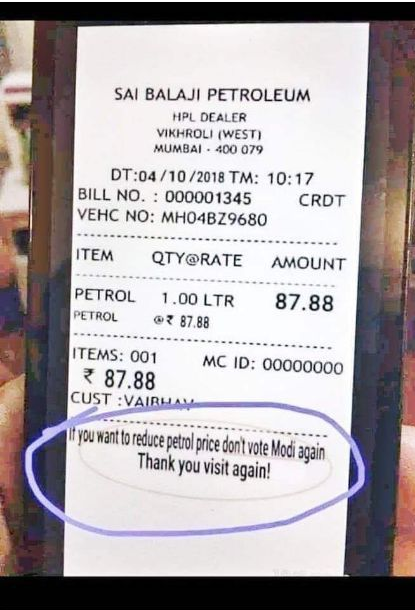 SAI BALAJI PETROLEUM
HPL DEALER
VIKHROLI (WEST)
MUMBAI - 400 079
DT:04/10/2018 TM: 10:17
BILL NO. : 000001345 CRDT
VEHC NO: MH04BZ9680
ITEM QTY@RATE AMOUNT
PETROL 1.00 LTR 87.88
PETROL @₹ 87.88
ITEMS: 001 MC ID: 00000000
₹ 87.88
CUST :VAIBHAV
If you want to reduce petrol price don't vote Modi again
Thank you visit again!